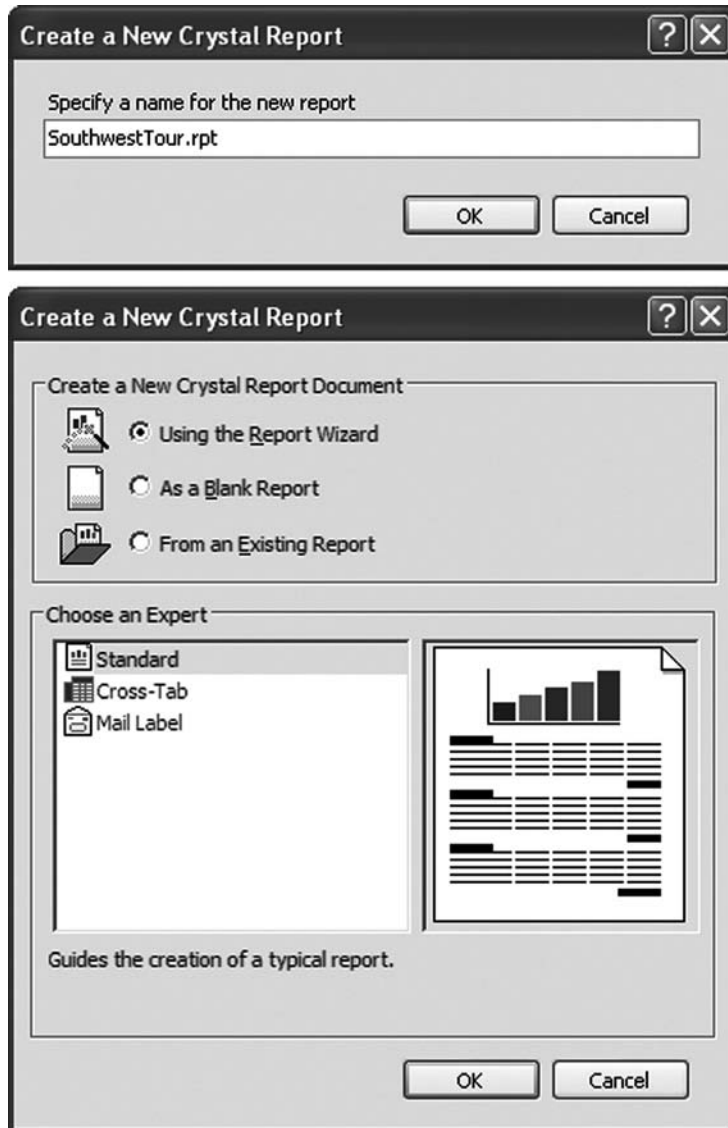 Create a New Crystal Report
Specify a name for the new report
SouthwestTour.rpt
OK Cancel
Create a New Crystal Report
Create a New Crystal Report Document
Using the Report Wizard
As a Blank Report
From an Existing Report
Choose an Expert
Standard
Cross-Tab
Mail Label
Guides the creation of a typical report.
OK Cancel